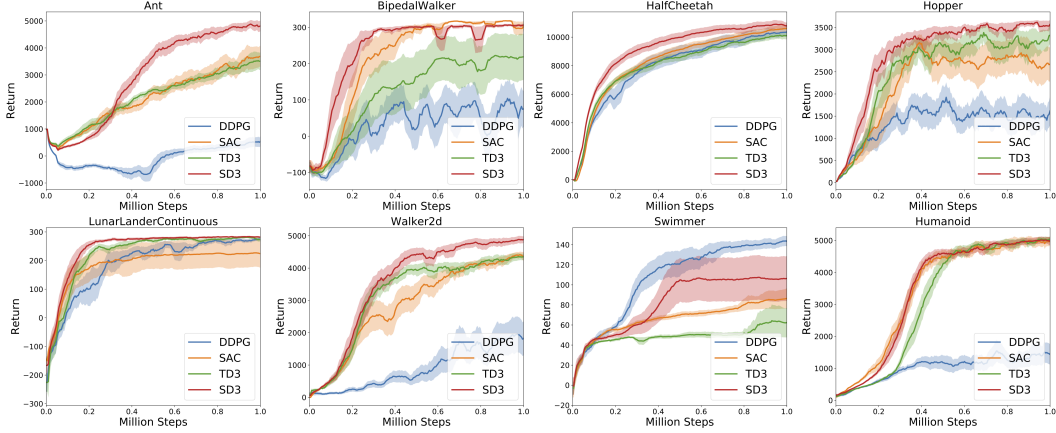 Ant
Return
5000
4000
3000
2000
1000
0
−1000
0.0 0.2 0.4 0.6 0.8 1.0
Million Steps
DDPG
SAC
TD3
SD3
BipedalWalker
Return
300
200
100
0
−100
0.0 0.2 0.4 0.6 0.8 1.0
Million Steps
DDPG
SAC
TD3
SD3
HalfCheetah
Return
10000
8000
6000
4000
2000
0
0.0 0.2 0.4 0.6 0.8 1.0
Million Steps
DDPG
SAC
TD3
SD3
Hopper
Return
3500
3000
2500
2000
1500
1000
500
0
0.0 0.2 0.4 0.6 0.8 1.0
Million Steps
DDPG
SAC
TD3
SD3
LunarLanderContinuous
Return
300
200
100
0
−100
−200
−300
0.0 0.2 0.4 0.6 0.8 1.0
Million Steps
DDPG
SAC
TD3
SD3
Walker2d
Return
5000
4000
3000
2000
1000
0
0.0 0.2 0.4 0.6 0.8 1.0
Million Steps
DDPG
SAC
TD3
SD3
Swimmer
Return
140
120
100
80
60
40
20
0
−20
0.0 0.2 0.4 0.6 0.8 1.0
Million Steps
DDPG
SAC
TD3
SD3
Humanoid
Return
5000
4000
3000
2000
1000
0
0.0 0.2 0.4 0.6 0.8 1.0
Million Steps
DDPG
SAC
TD3
SD3